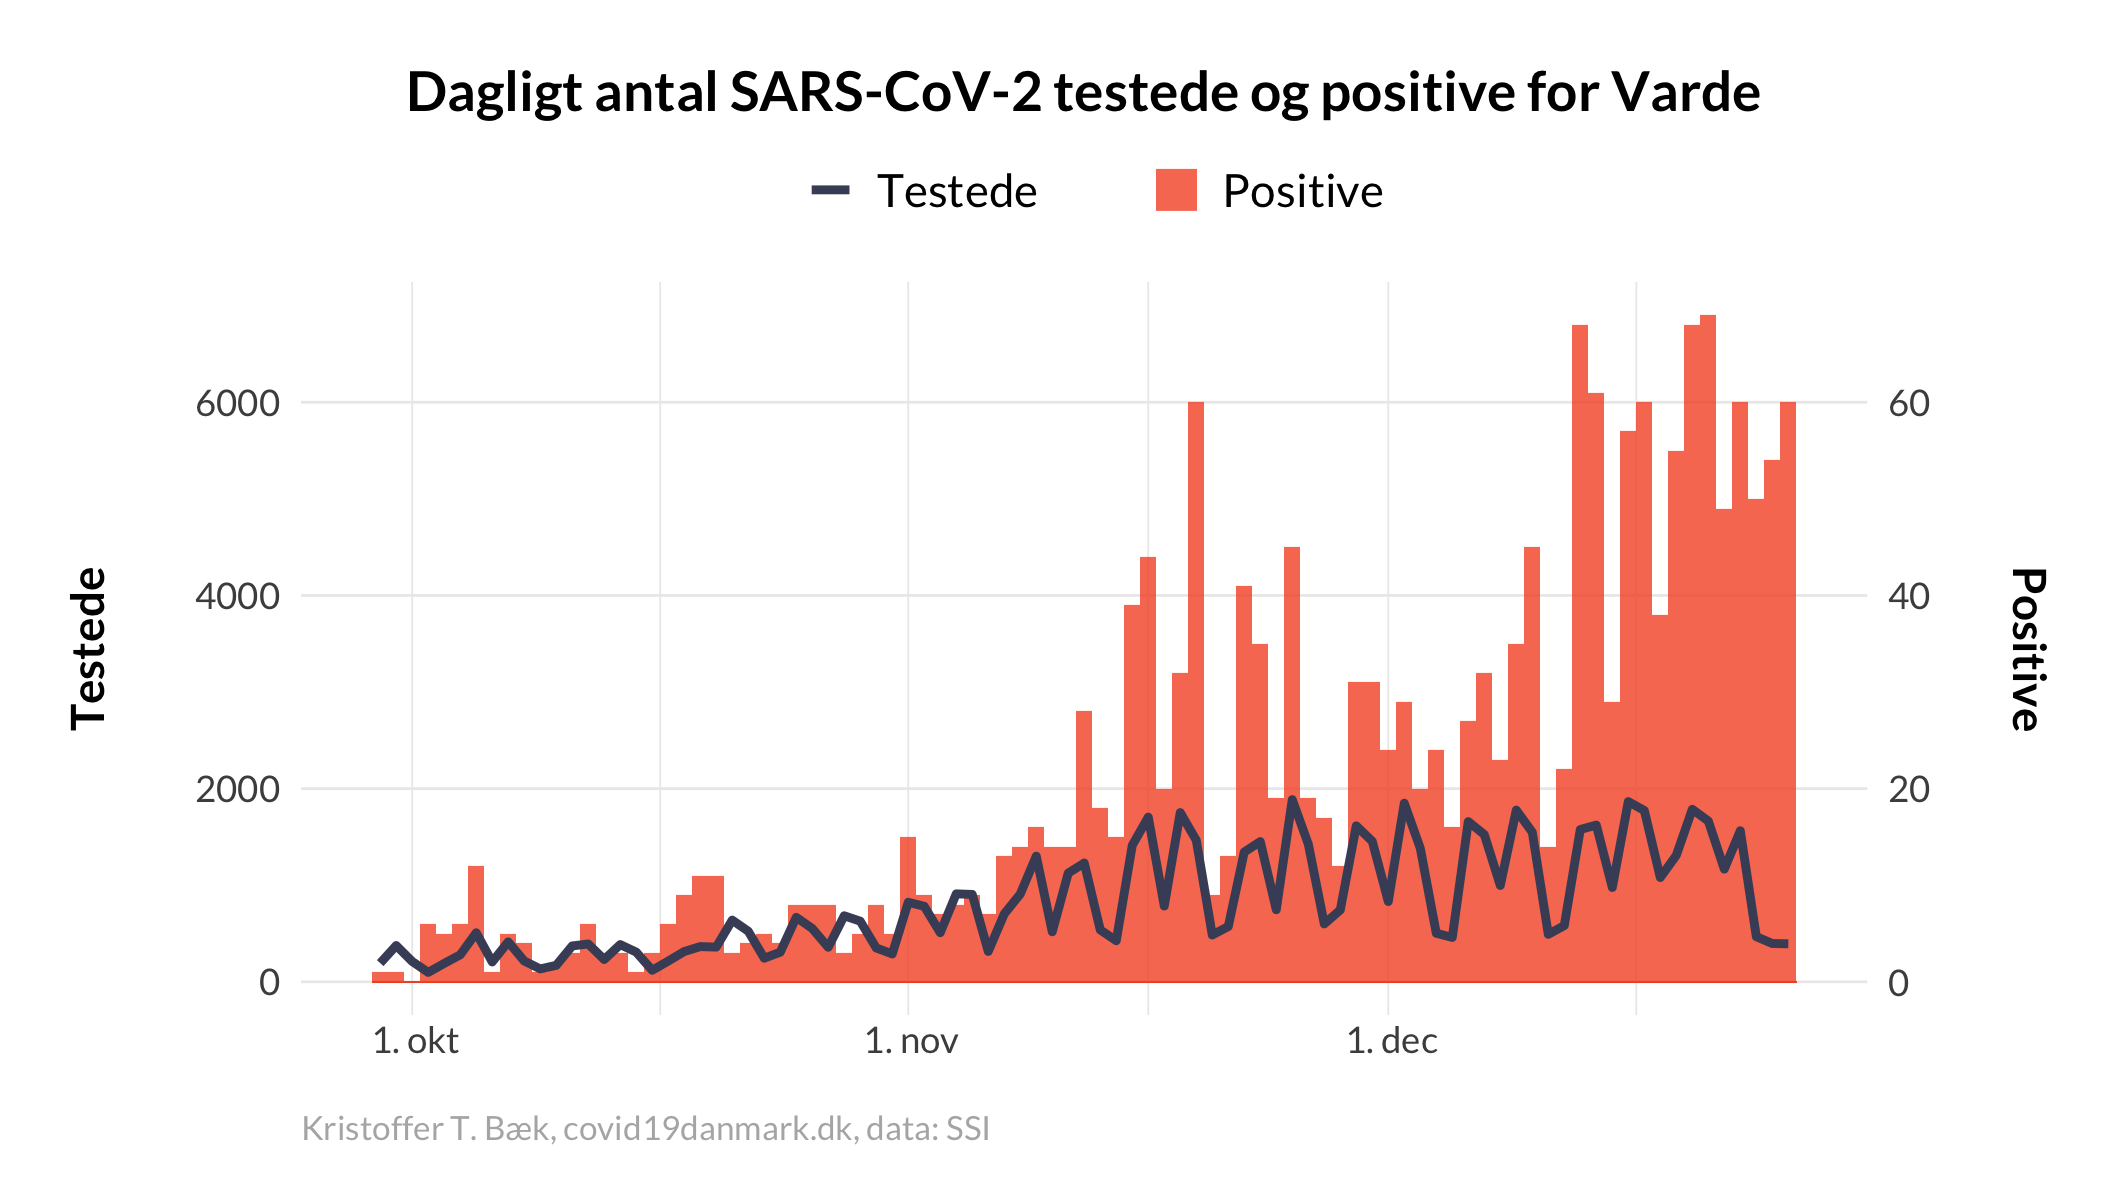 Dagligt antal SARS-CoV-2 testede og positive for Varde
Testede
Positive
6000
4000
2000
0
60
40
20
0
Testede
Positive
1. okt
1. nov
1. dec
Kristoffer T. Bæk, covid19danmark.dk, data: SSI